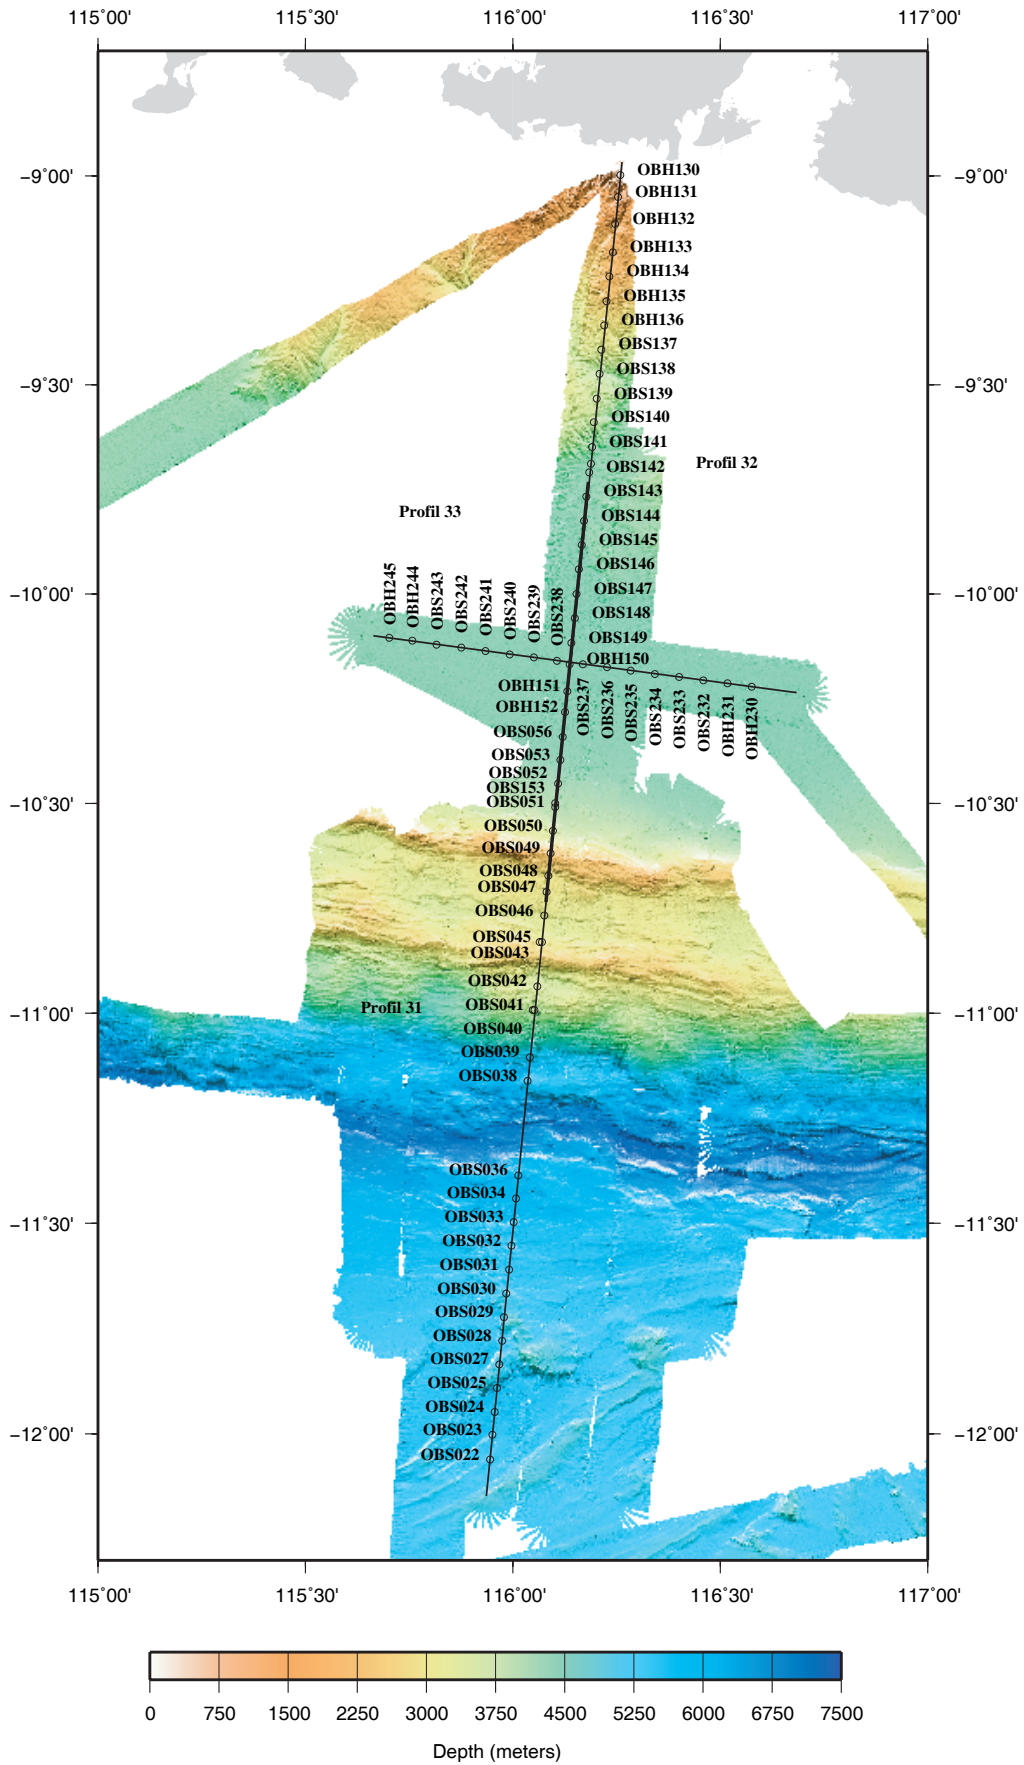 115°00'
115°30'
116°00'
116°30'
117°00'
-9°00'
-9°00'
OBH130
OBH131
OBH132
OBH133
OBH134
OBH135
OBH136
OBS137
OBS138
-9°30'
-9°30'
OBS139
OBS140
OBS141
OBS142
Profil 32
OBS143
Profil 33
OBS144
OBS145
OBS146
OBS147
-10°00'
-10°00'
OBS148
OBS149
OBH150
OBH245
OBH244
OBS243
OBS242
OBS241
OBS240
OBS239
OBS238
OBS237
OBS236
OBS235
OBS234
OBS233
OBS232
OBH231
OBH230
OBH151
OBH152
OBS056
OBS053
OBS052
OBS153
OBS051
-10°30'
-10°30'
OBS050
OBS049
OBS048
OBS047
OBS046
OBS045
OBS043
OBS042
OBS041
Profil 31
-11°00'
-11°00'
OBS040
OBS039
OBS038
OBS036
OBS034
OBS033
-11°30'
-11°30'
OBS032
OBS031
OBS030
OBS029
OBS028
OBS027
OBS025
OBS024
OBS023
-12°00'
-12°00'
OBS022
115°00'
115°30'
116°00'
116°30'
117°00'
0 750 1500 2250 3000 3750 4500 5250 6000 6750 7500
Depth (meters)